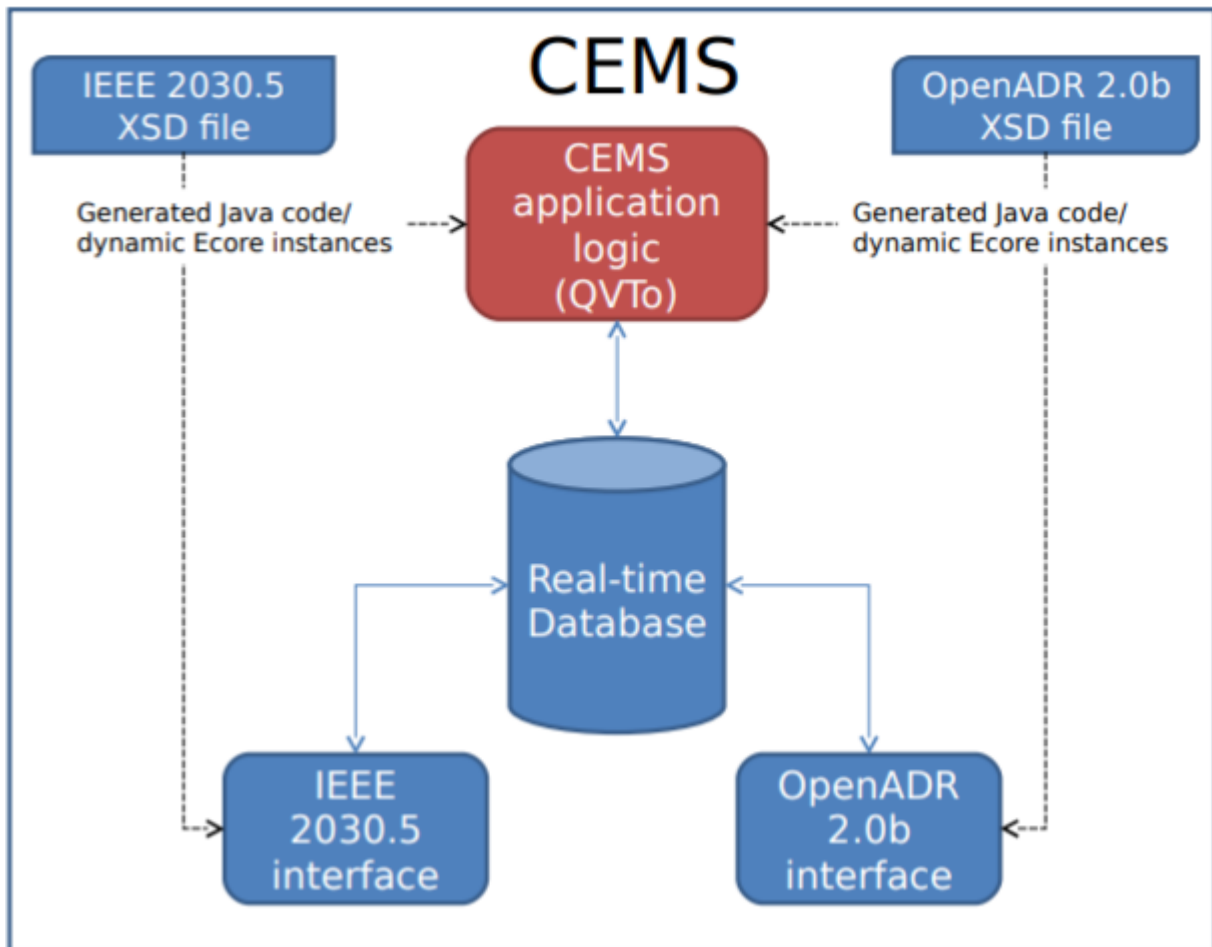 CEMS
IEEE 2030.5
XSD file
OpenADR 2.0b
XSD file
CEMS
application
logic
(QVTo)
Generated Java code/
dynamic Ecore instances
Generated Java code/
dynamic Ecore instances
Real-time
Database
IEEE
2030.5
interface
OpenADR
2.0b
interface